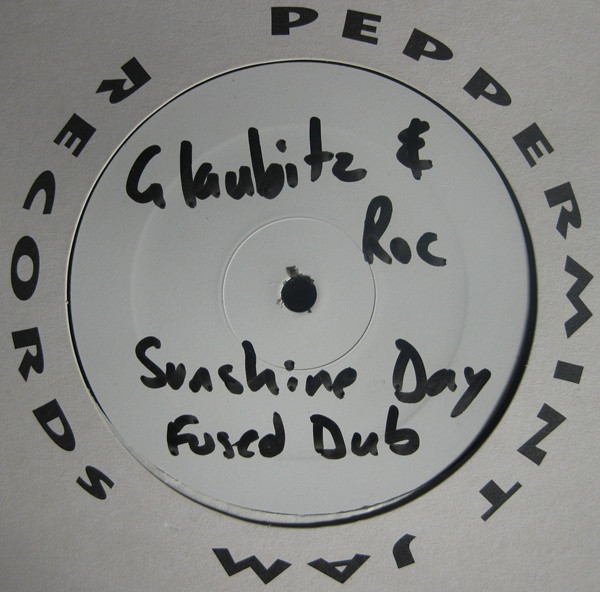 PEPPERMINT JAM RECORDS
Glaubitz &
Roc
Sunshine Day
Fused Dub